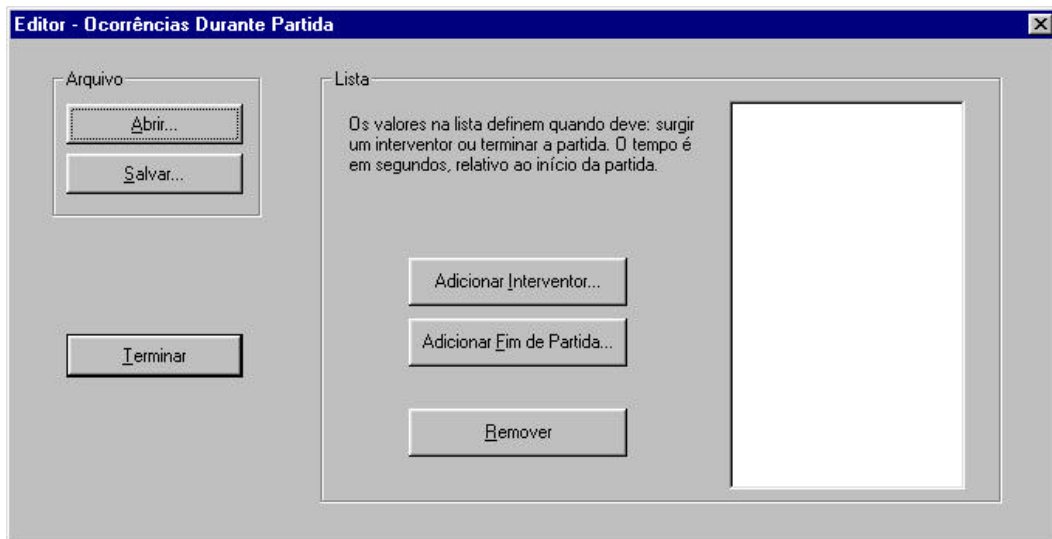 Editor - Ocorrências Durante Partida
Arquivo
Abrir...
Salvar...
Terminar
Lista
Os valores na lista definem quando deve: surgir
um interventor ou terminar a partida. O tempo é
em segundos, relativo ao início da partida.
Adicionar Interventor...
Adicionar Fim de Partida...
Remover